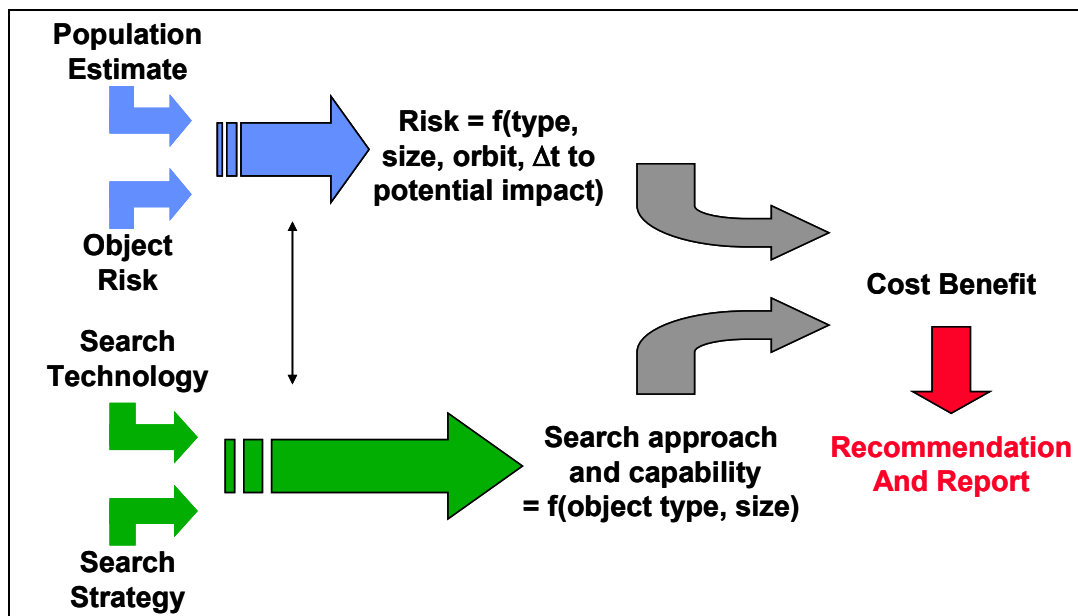 Population
Estimate
Risk = f(type,
size, orbit, Δt to
potential impact)
Object
Risk
Cost Benefit
Search
Technology
Search approach
and capability
= f(object type, size)
Recommendation
And Report
Search
Strategy